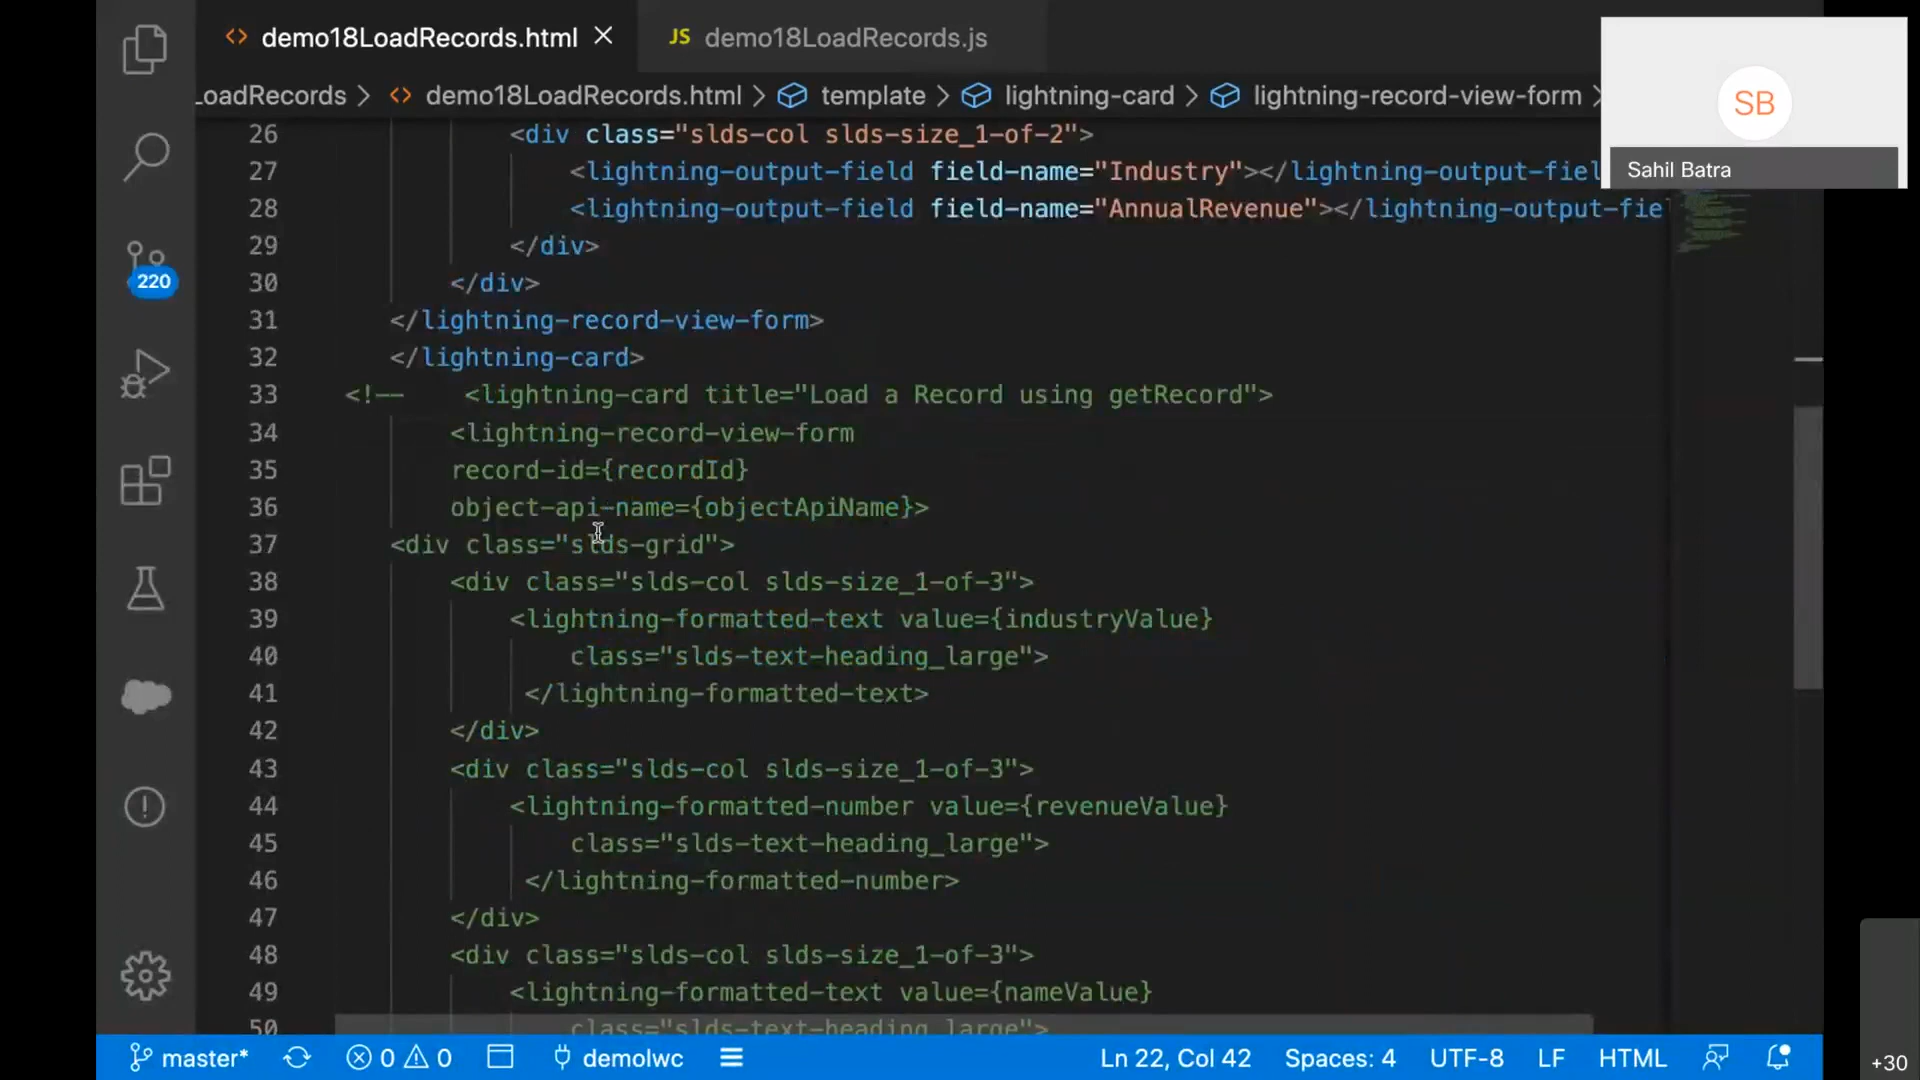 demo18LoadRecords.html
JS demo18LoadRecords.js
LoadRecords > demo18LoadRecords.html > template > lightning-card > lightning-record-view-form >
SB
Sahil Batra
26 <div class="slds-col slds-size_1-of-2">
27 <lightning-output-field field-name="Industry"></lightning-output-fiel
28 <lightning-output-field field-name="AnnualRevenue"></lightning-output-fie
29 </div>
30 </div>
31 </lightning-record-view-form>
32 </lightning-card>
33 <!-- <lightning-card title="Load a Record using getRecord">
34 <lightning-record-view-form
35 record-id={recordId}
36 object-api-name={objectApiName}>
37 <div class="slds-grid">
38 <div class="slds-col slds-size_1-of-3">
39 <lightning-formatted-text value={industryValue}
40 class="slds-text-heading_large">
41 </lightning-formatted-text>
42 </div>
43 <div class="slds-col slds-size_1-of-3">
44 <lightning-formatted-number value={revenueValue}
45 class="slds-text-heading_large">
46 </lightning-formatted-number>
47 </div>
48 <div class="slds-col slds-size_1-of-3">
49 <lightning-formatted-text value={nameValue}
50 class="slds-text-heading_large">
220
master* 0 0 demolwc Ln 22, Col 42 Spaces: 4 UTF-8 LF HTML
+30